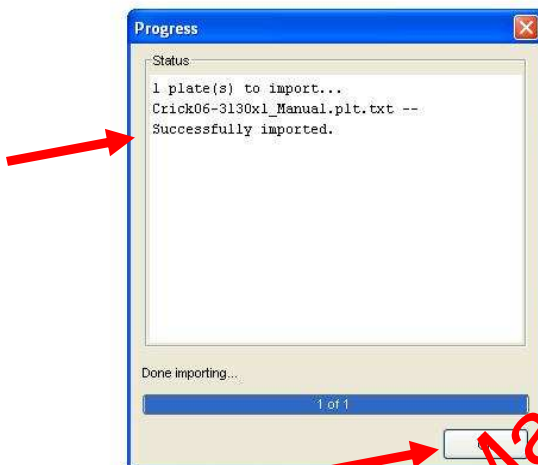 Progress
Status
1 plate(s) to import...
Crick06-3130xl_Manual.plt.txt --
Successfully imported.
Done importing...
1 of 1